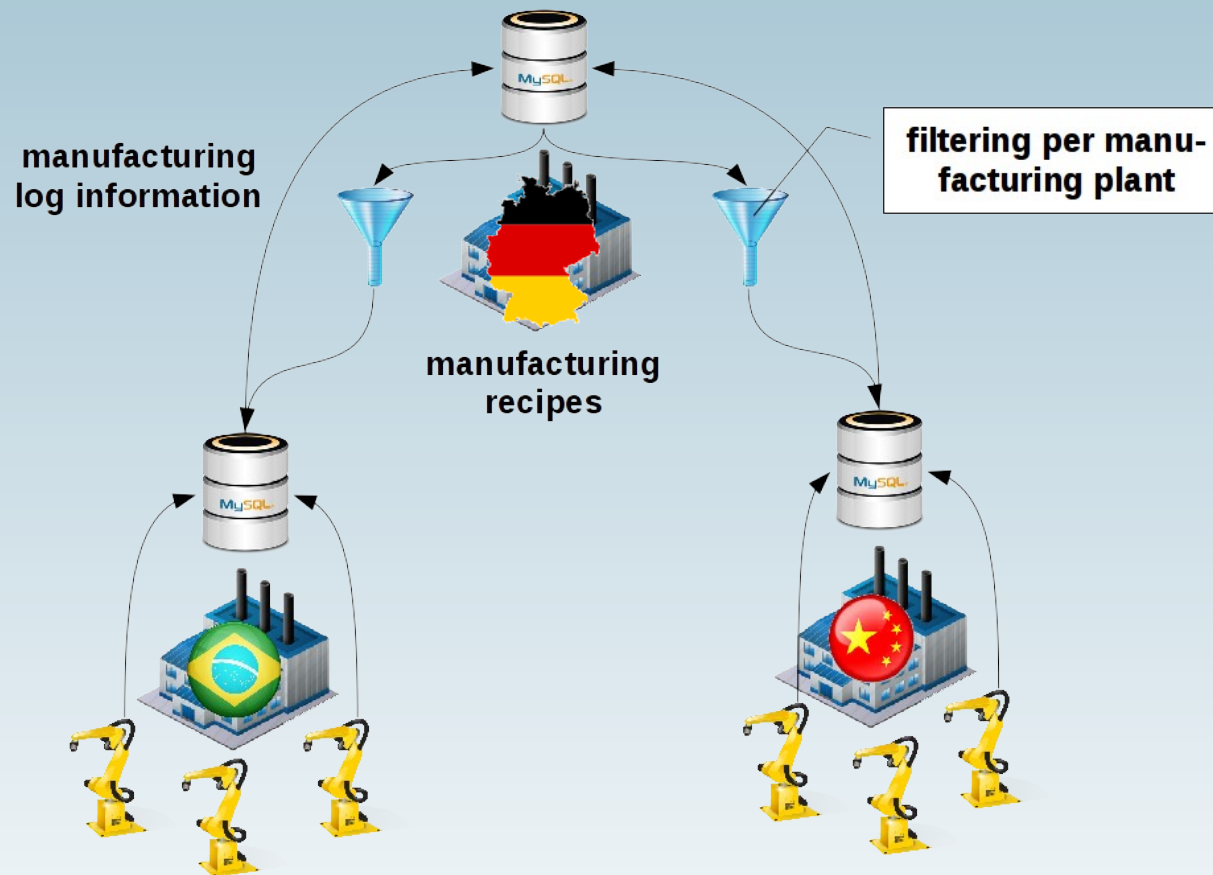 MySQL
manufacturing
log information
filtering per manu-
facturing plant
manufacturing
recipes
MySQL
MySQL